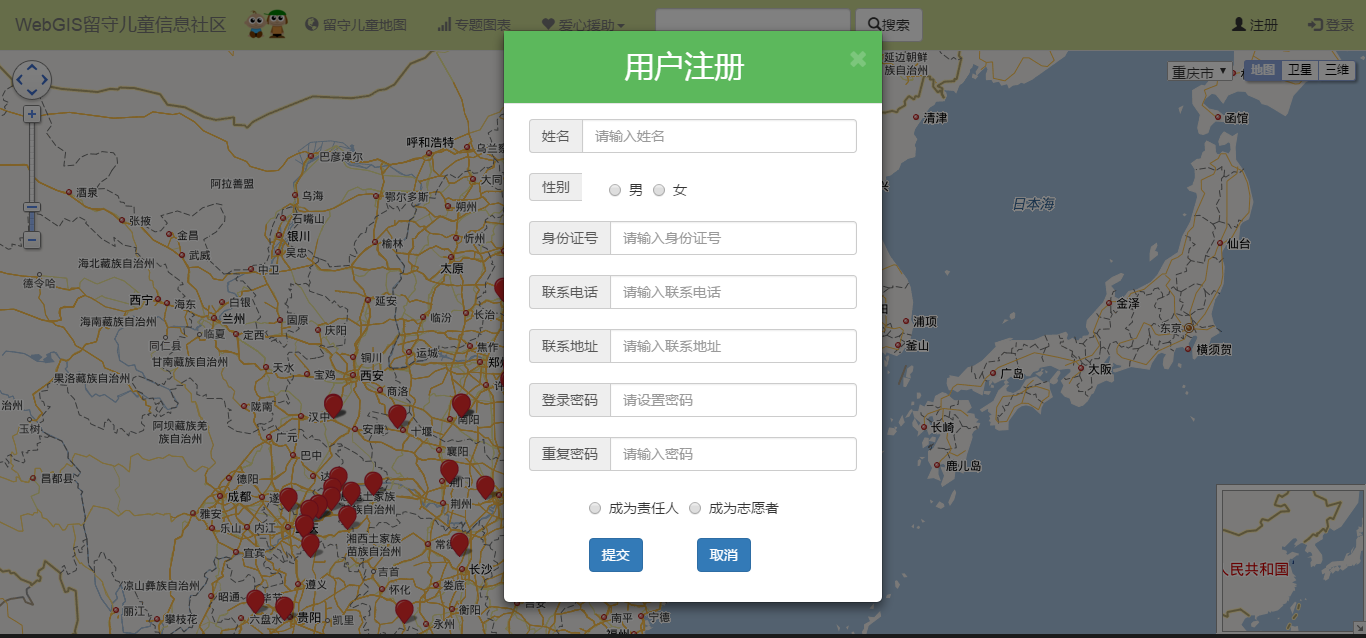 WebGIS留守儿童信息社区 留守儿童地图 专题图表 爱心援助 搜索 注册 登录
用户注册
姓名 请输入姓名
性别 男 女
身份证号 请输入身份证号
联系电话 请输入联系电话
联系地址 请输入联系地址
登录密码 请设置密码
重复密码 请输入密码
成为责任人 成为志愿者
提交 取消
重庆市 地图 卫星 三维
延边朝鲜
族自治州
清津
函馆
日本海
仙台
金泽
东京
横须贺
浦项
釜山
广岛
大阪
长崎
鹿儿岛
呼和浩特
巴彦淖尔
阿拉善盟
乌海
鄂尔多斯
大同
朔州
酒泉
张掖
石嘴山
金昌
银川
榆林
忻州
武威
吴忠
海北藏族自治州
中卫
太原
德令哈
西宁
海东
白银
延安
海南藏族自治州
兰州
固原
临汾
长治
临夏
定西
庆阳
同仁县
甘南藏族自治州
铜川
运城
焦作
果洛藏族自治州
天水
宝鸡
西安
商洛
陇南
汉中
安康
十堰
南阳
玉树
阿坝藏族羌
族自治州
广元
巴中
襄阳
昌都县
德阳
成都
荆门
荆州
雅安
乐山
内江
宜宾
湘西土家族
苗族自治州
吉首
长沙
凉山彝族自治州
遵义
怀化
娄底
昭通
丽江
攀枝花
六盘水
贵阳
凯里
衡阳
永州
南平
宁德
人民共和国